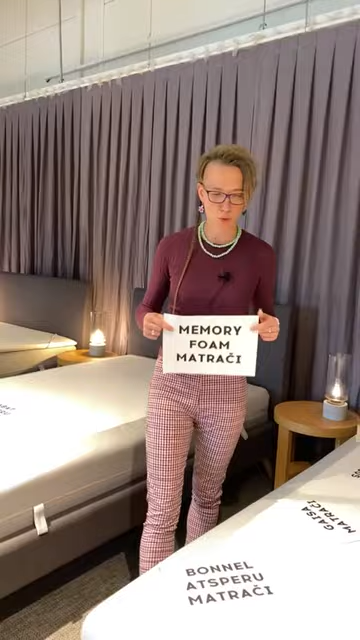 MEMORY
FOAM
MATRAČI
GAISA
MATRAČI
BONNEL
ATSPERU
MATRAČI